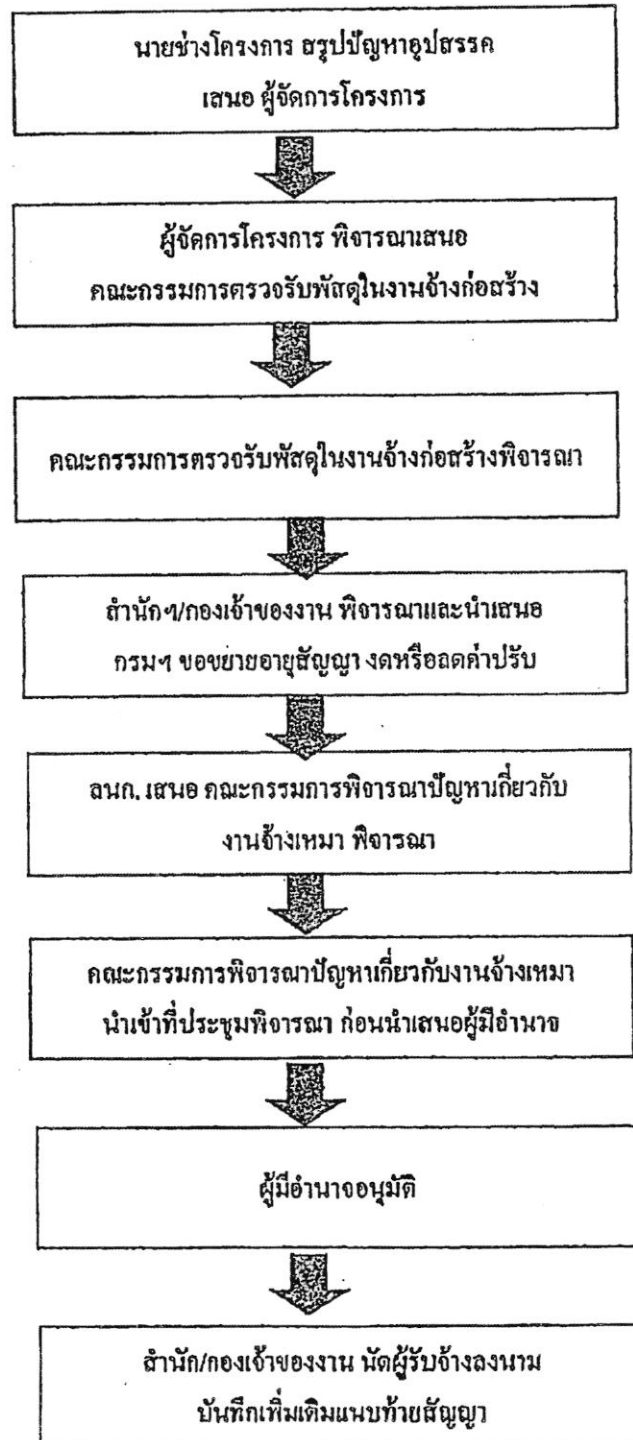 นายช่างโครงการ สรุปปัญหาอุปสรรค
เสนอ ผู้จัดการโครงการ
ผู้จัดการโครงการ พิจารณาเสนอ
คณะกรรมการตรวจรับพัสดุในงานจ้างก่อสร้าง
คณะกรรมการตรวจรับพัสดุในงานจ้างก่อสร้างพิจารณา
สำนักฯ/กองเจ้าของงาน พิจารณาและนำเสนอ
กรมฯ ขอขยายอายุสัญญา งดหรือลดค่าปรับ
ลนก. เสนอ คณะกรรมการพิจารณาปัญหาเกี่ยวกับ
งานจ้างเหมา พิจารณา
คณะกรรมการพิจารณาปัญหาเกี่ยวกับงานจ้างเหมา
นำเข้าที่ประชุมพิจารณา ก่อนนำเสนอผู้มีอำนาจ
ผู้มีอำนาจอนุมัติ
สำนัก/กองเจ้าของงาน นัดผู้รับจ้างลงนาม
บันทึกเพิ่มเติมแนบท้ายสัญญา